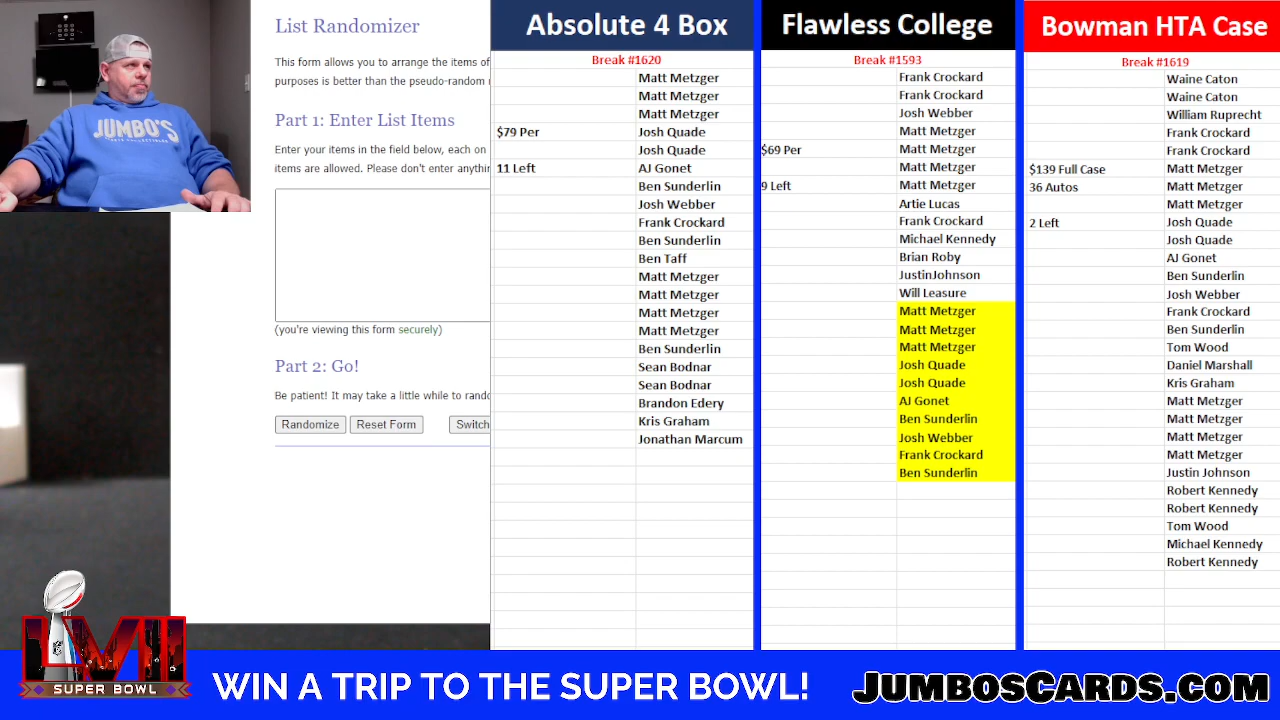 JUMBO'S
List Randomizer
This form allows you to arrange the items of
purposes is better than the pseudo-random
Part 1: Enter List Items
Enter your items in the field below, each on
items are allowed. Please don't enter anythin
(you're viewing this form securely)
Part 2: Go!
Be patient! It may take a little while to rando
Randomize
Reset Form
Switch
Absolute 4 Box
Break #1620
Matt Metzger
Matt Metzger
Matt Metzger
$79 Per
Josh Quade
Josh Quade
11 Left
AJ Gonet
Ben Sunderlin
Josh Webber
Frank Crockard
Ben Sunderlin
Ben Taff
Matt Metzger
Matt Metzger
Matt Metzger
Matt Metzger
Ben Sunderlin
Sean Bodnar
Sean Bodnar
Brandon Edery
Kris Graham
Jonathan Marcum
Flawless College
Break #1593
Frank Crockard
Frank Crockard
Josh Webber
Matt Metzger
$69 Per
Matt Metzger
Matt Metzger
9 Left
Matt Metzger
Artie Lucas
Frank Crockard
Michael Kennedy
Brian Roby
JustinJohnson
Will Leasure
Matt Metzger
Matt Metzger
Matt Metzger
Josh Quade
Josh Quade
AJ Gonet
Ben Sunderlin
Josh Webber
Frank Crockard
Ben Sunderlin
Bowman HTA Case
Break #1619
Waine Caton
Waine Caton
William Ruprecht
Frank Crockard
Frank Crockard
$139 Full Case
Matt Metzger
36 Autos
Matt Metzger
Matt Metzger
2 Left
Josh Quade
Josh Quade
AJ Gonet
Ben Sunderlin
Josh Webber
Frank Crockard
Ben Sunderlin
Tom Wood
Daniel Marshall
Kris Graham
Matt Metzger
Matt Metzger
Matt Metzger
Matt Metzger
Justin Johnson
Robert Kennedy
Robert Kennedy
Tom Wood
Michael Kennedy
Robert Kennedy
LVII
SUPER BOWL
WIN A TRIP TO THE SUPER BOWL!
JUMBOSCARDS.COM